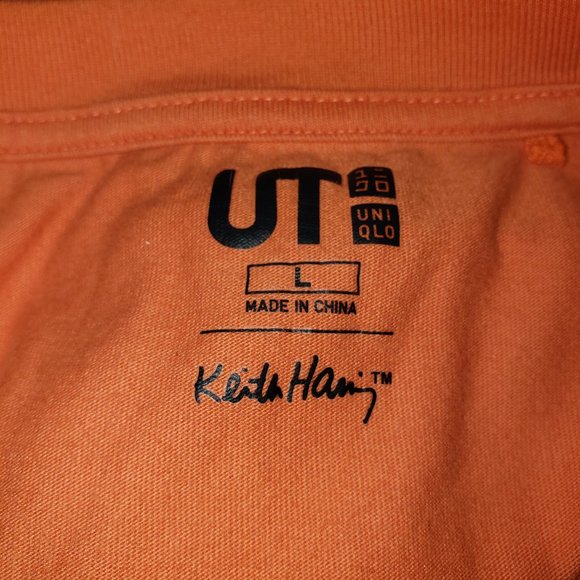 UT
ユニ
クロ
UNI
QLO
L
MADE IN CHINA
Keith Haring™